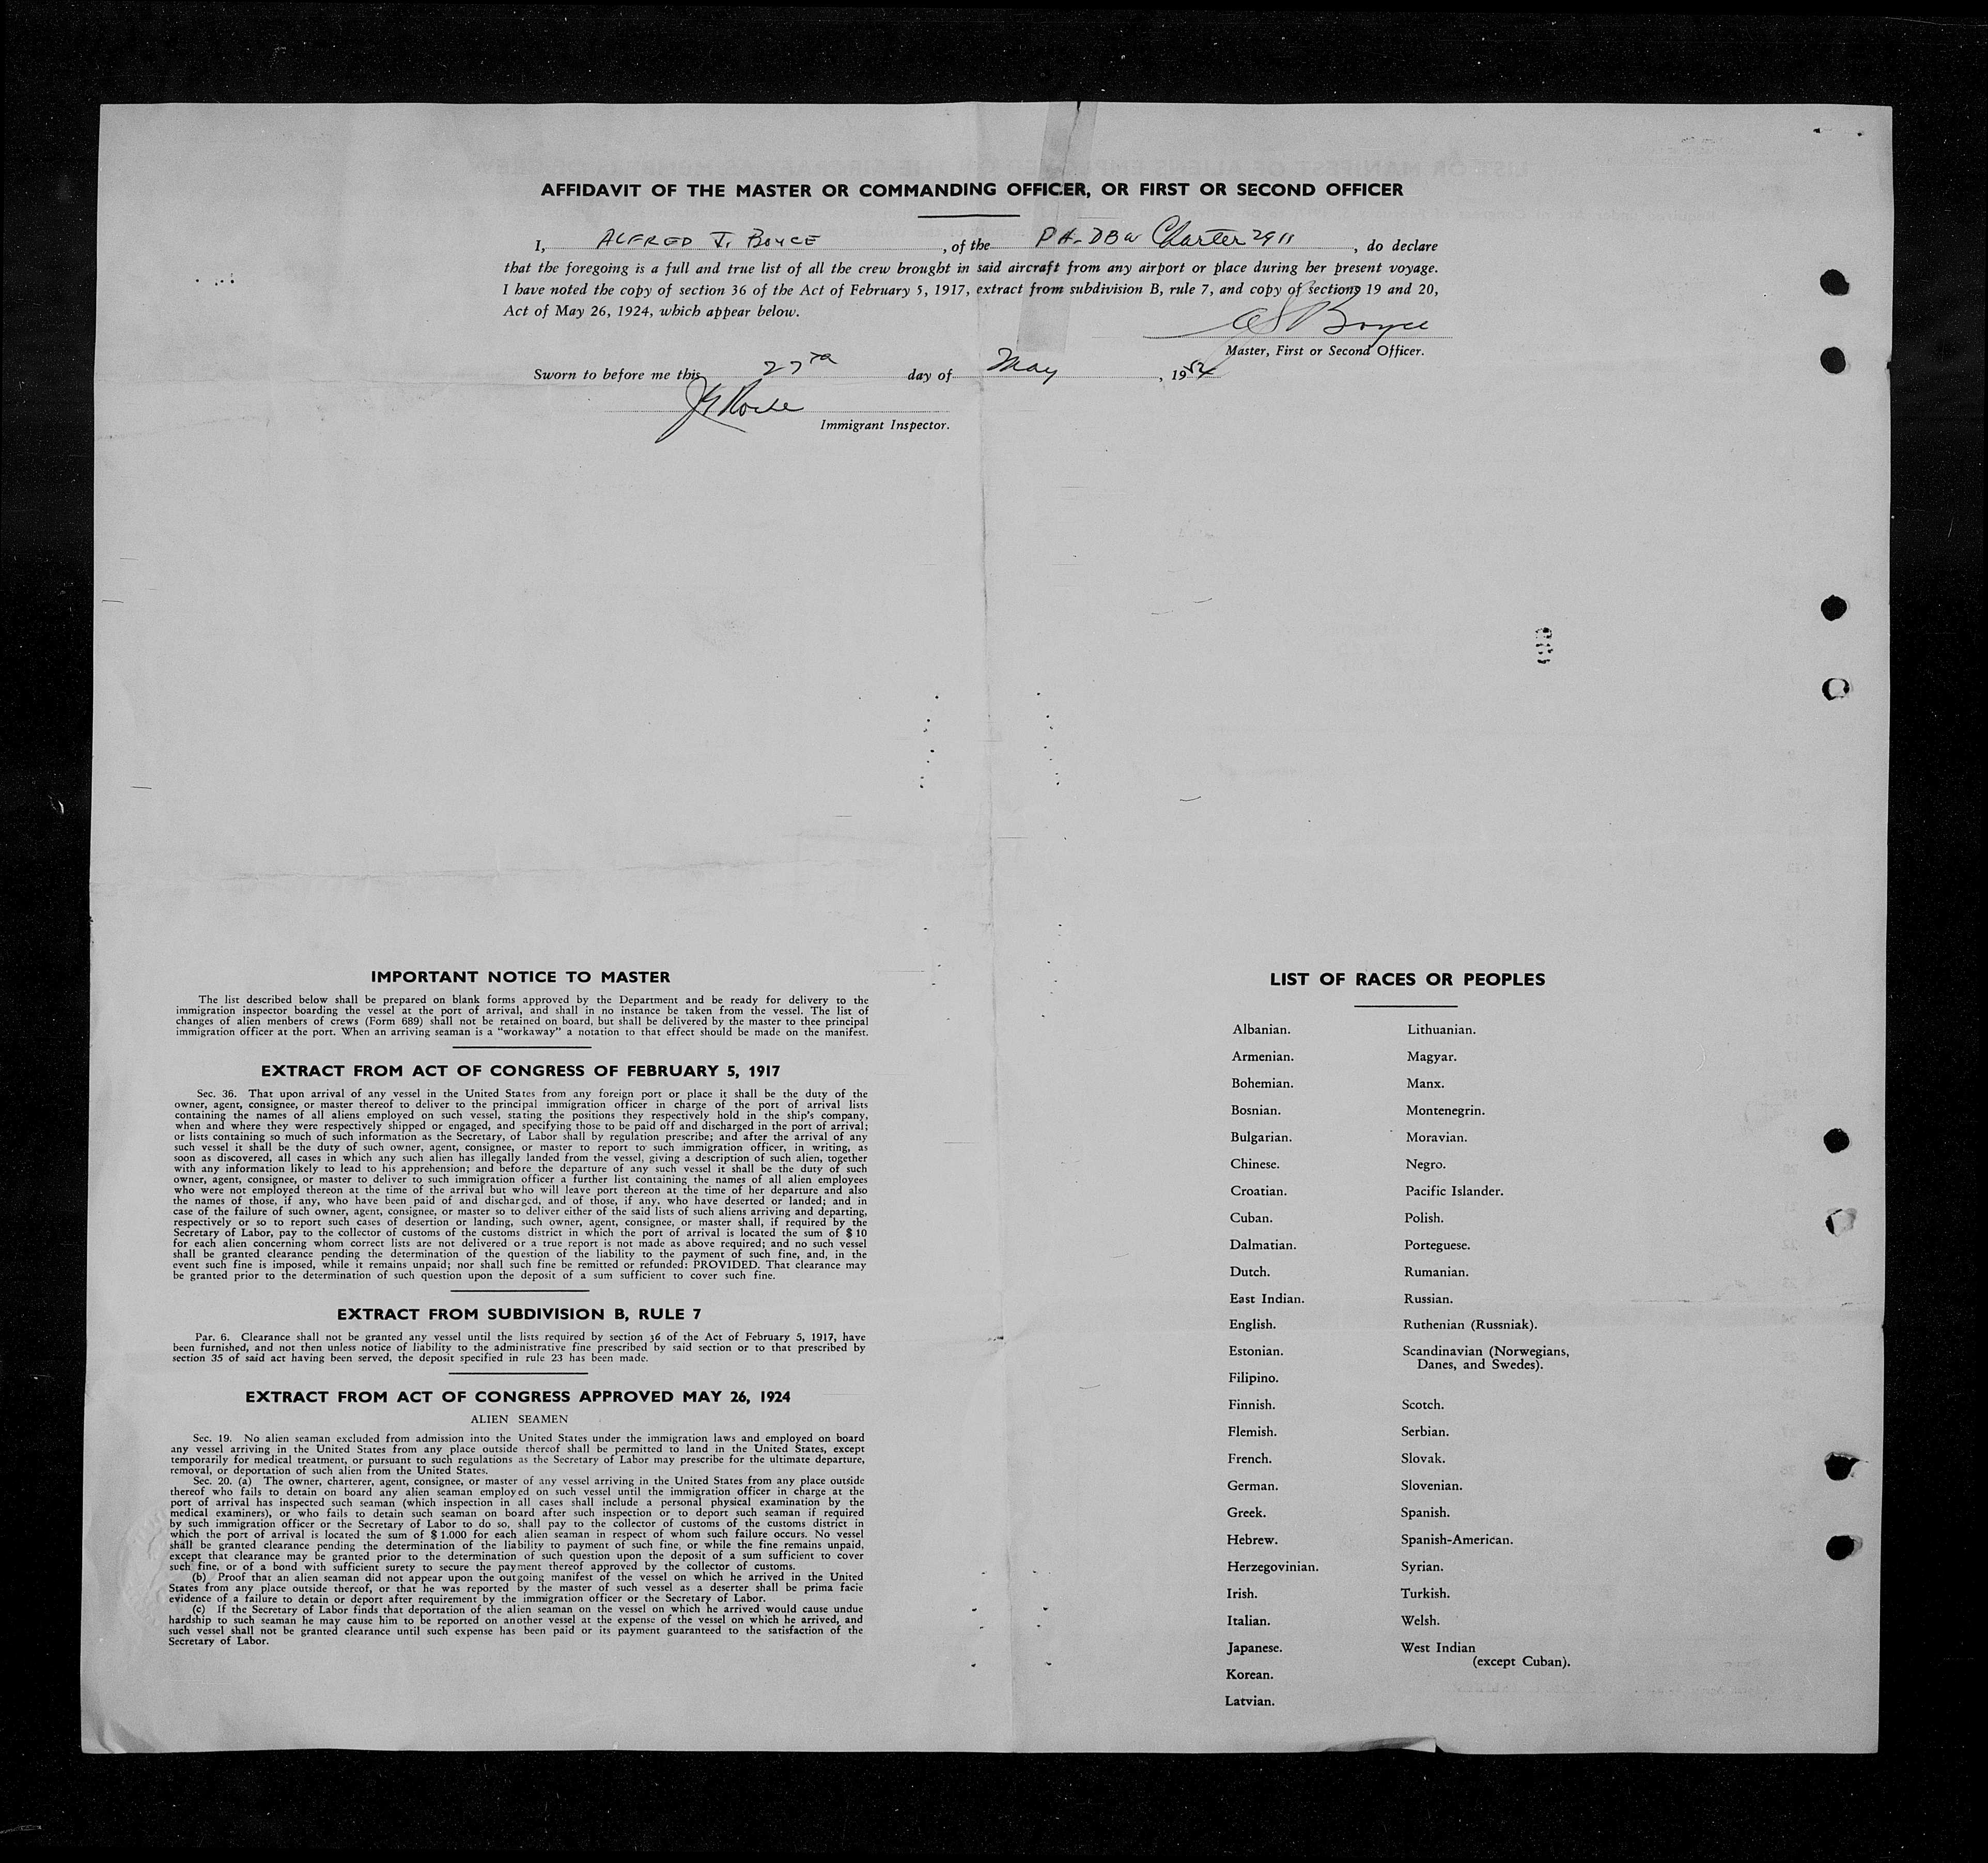 AFFIDAVIT OF THE MASTER OR COMMANDING OFFICER, OR FIRST OR SECOND OFFICER
I, ALFRED J. BOYCE, of the PH-DBW Charter 2911, do declare
that the foregoing is a full and true list of all the crew brought in said aircraft from any airport or place during her present voyage.
I have noted the copy of section 36 of the Act of February 5, 1917, extract from subdivision B, rule 7, and copy of sections 19 and 20,
Act of May 26, 1924, which appear below.
Boyce
Master, First or Second Officer.
Sworn to before me this 27th day of May, 1954
Immigrant Inspector.
IMPORTANT NOTICE TO MASTER
The list described below shall be prepared on blank forms approved by the Department and be ready for delivery to the
immigration inspector boarding the vessel at the port of arrival, and shall in no instance be taken from the vessel. The list of
changes of alien menbers of crews (Form 689) shall not be retained on board, but shall be delivered by the master to thee principal
immigration officer at the port. When an arriving seaman is a "workaway" a notation to that effect should be made on the manifest.
EXTRACT FROM ACT OF CONGRESS OF FEBRUARY 5, 1917
Sec. 36. That upon arrival of any vessel in the United States from any foreign port or place it shall be the duty of the
owner, agent, consignee, or master thereof to deliver to the principal immigration officer in charge of the port of arrival lists
containing the names of all aliens employed on such vessel, stating the positions they respectively hold in the ship's company,
when and where they were respectively shipped or engaged, and specifying those to be paid off and discharged in the port of arrival;
or lists containing so much of such information as the Secretary, of Labor shall by regulation prescribe; and after the arrival of any
such vessel it shall be the duty of such owner, agent, consignee, or master to report to such immigration officer, in writing, as
soon as discovered, all cases in which any such alien has illegally landed from the vessel, giving a description of such alien, together
with any information likely to lead to his apprehension; and before the departure of any such vessel it shall be the duty of such
owner, agent, consignee, or master to deliver to such immigration officer a further list containing the names of all alien employees
who were not employed thereon at the time of the arrival but who will leave port thereon at the time of her departure and also
the names of those, if any, who have been paid of and discharged, and of those, if any, who have deserted or landed; and in
case of the failure of such owner, agent, consignee, or master so to deliver either of the said lists of such aliens arriving and departing,
respectively or so to report such cases of desertion or landing, such owner, agent, consignee, or master shall, if required by the
Secretary of Labor, pay to the collector of customs of the customs district in which the port of arrival is located the sum of $ 10
for each alien concerning whom correct lists are not delivered or a true report is not made as above required; and no such vessel
shall be granted clearance pending the determination of the question of the liability to the payment of such fine, and, in the
event such fine is imposed, while it remains unpaid; nor shall such fine be remitted or refunded: PROVIDED. That clearance may
be granted prior to the determination of such question upon the deposit of a sum sufficient to cover such fine.
EXTRACT FROM SUBDIVISION B, RULE 7
Par. 6. Clearance shall not be granted any vessel until the lists required by section 36 of the Act of February 5, 1917, have
been furnished, and not then unless notice of liability to the administrative fine prescribed by said section or to that prescribed by
section 35 of said act having been served, the deposit specified in rule 23 has been made.
EXTRACT FROM ACT OF CONGRESS APPROVED MAY 26, 1924
ALIEN SEAMEN
Sec. 19. No alien seaman excluded from admission into the United States under the immigration laws and employed on board
any vessel arriving in the United States from any place outside thereof shall be permitted to land in the United States, except
temporarily for medical treatment, or pursuant to such regulations as the Secretary of Labor may prescribe for the ultimate departure,
removal, or deportation of such alien from the United States.
Sec. 20. (a) The owner, charterer, agent, consignee, or master of any vessel arriving in the United States from any place outside
thereof who fails to detain on board any alien seaman employed on such vessel until the immigration officer in charge at the
port of arrival has inspected such seaman (which inspection in all cases shall include a personal physical examination by the
medical examiners), or who fails to detain such seaman on board after such inspection or to deport such seaman if required
by such immigration officer or the Secretary of Labor to do so, shall pay to the collector of customs of the customs district in
which the port of arrival is located the sum of $ 1.000 for each alien seaman in respect of whom such failure occurs. No vessel
shall be granted clearance pending the determination of the liability to payment of such fine, or while the fine remains unpaid,
except that clearance may be granted prior to the determination of such question upon the deposit of a sum sufficient to cover
such fine, or of a bond with sufficient surety to secure the payment thereof approved by the collector of customs.
(b) Proof that an alien seaman did not appear upon the outgoing manifest of the vessel on which he arrived in the United
States from any place outside thereof, or that he was reported by the master of such vessel as a deserter shall be prima facie
evidence of a failure to detain or deport after requirement by the immigration officer or the Secretary of Labor.
(c) If the Secretary of Labor finds that deportation of the alien seaman on the vessel on which he arrived would cause undue
hardship to such seaman he may cause him to be reported on another vessel at the expense of the vessel on which he arrived, and
such vessel shall not be granted clearance until such expense has been paid or its payment guaranteed to the satisfaction of the
Secretary of Labor.
LIST OF RACES OR PEOPLES
Albanian. Lithuanian.
Armenian. Magyar.
Bohemian. Manx.
Bosnian. Montenegrin.
Bulgarian. Moravian.
Chinese. Negro.
Croatian. Pacific Islander.
Cuban. Polish.
Dalmatian. Porteguese.
Dutch. Rumanian.
East Indian. Russian.
English. Ruthenian (Russniak).
Estonian. Scandinavian (Norwegians,
Danes, and Swedes).
Filipino.
Finnish. Scotch.
Flemish. Serbian.
French. Slovak.
German. Slovenian.
Greek. Spanish.
Hebrew. Spanish-American.
Herzegovinian. Syrian.
Irish. Turkish.
Italian. Welsh.
Japanese. West Indian
(except Cuban).
Korean.
Latvian.